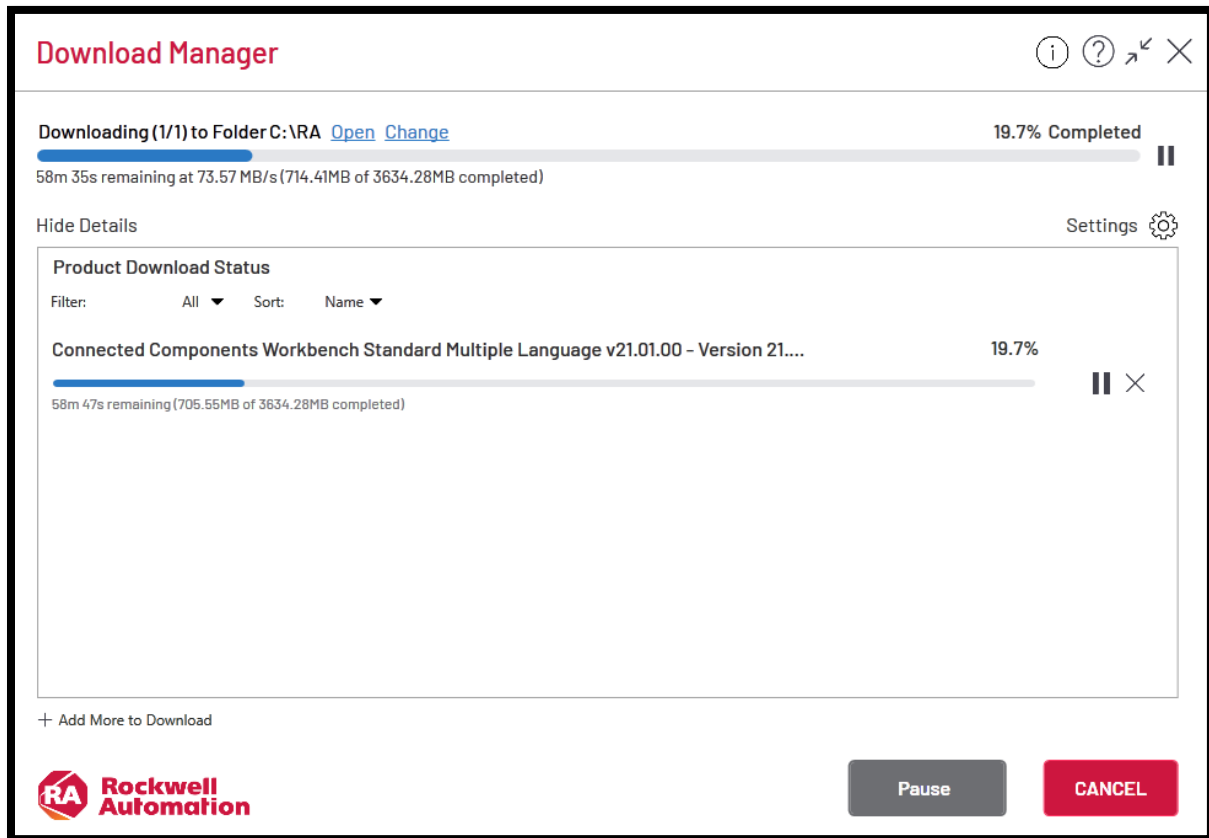 Download Manager
Downloading (1/1) to Folder C:\RA Open Change 19.7% Completed
58m 35s remaining at 73.57 MB/s (714.41MB of 3634.28MB completed)
Hide Details Settings
Product Download Status
Filter: All Sort: Name
Connected Components Workbench Standard Multiple Language v21.01.00 - Version 21.... 19.7%
58m 47s remaining (705.55MB of 3634.28MB completed)
+ Add More to Download
RA Rockwell Automation
Pause CANCEL